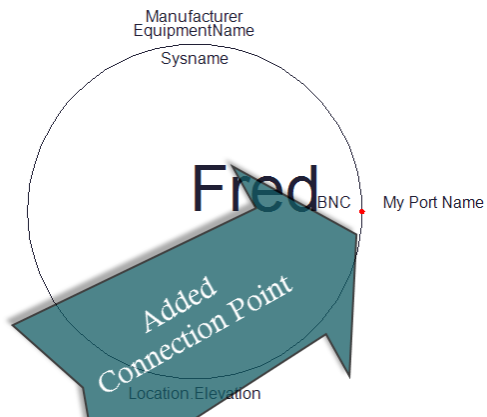 Manufacturer
EquipmentName
Sysname
Fred
BNC
My Port Name
Added
Connection Point
Location.Elevation